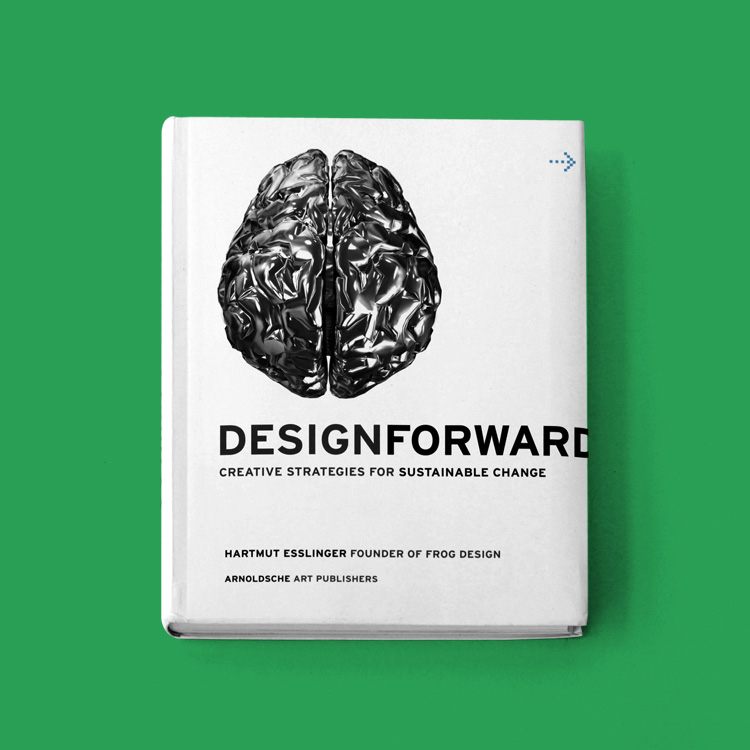 DESIGNFORWARD
CREATIVE STRATEGIES FOR SUSTAINABLE CHANGE
HARTMUT ESSLINGER FOUNDER OF FROG DESIGN
ARNOLDSCHE ART PUBLISHERS